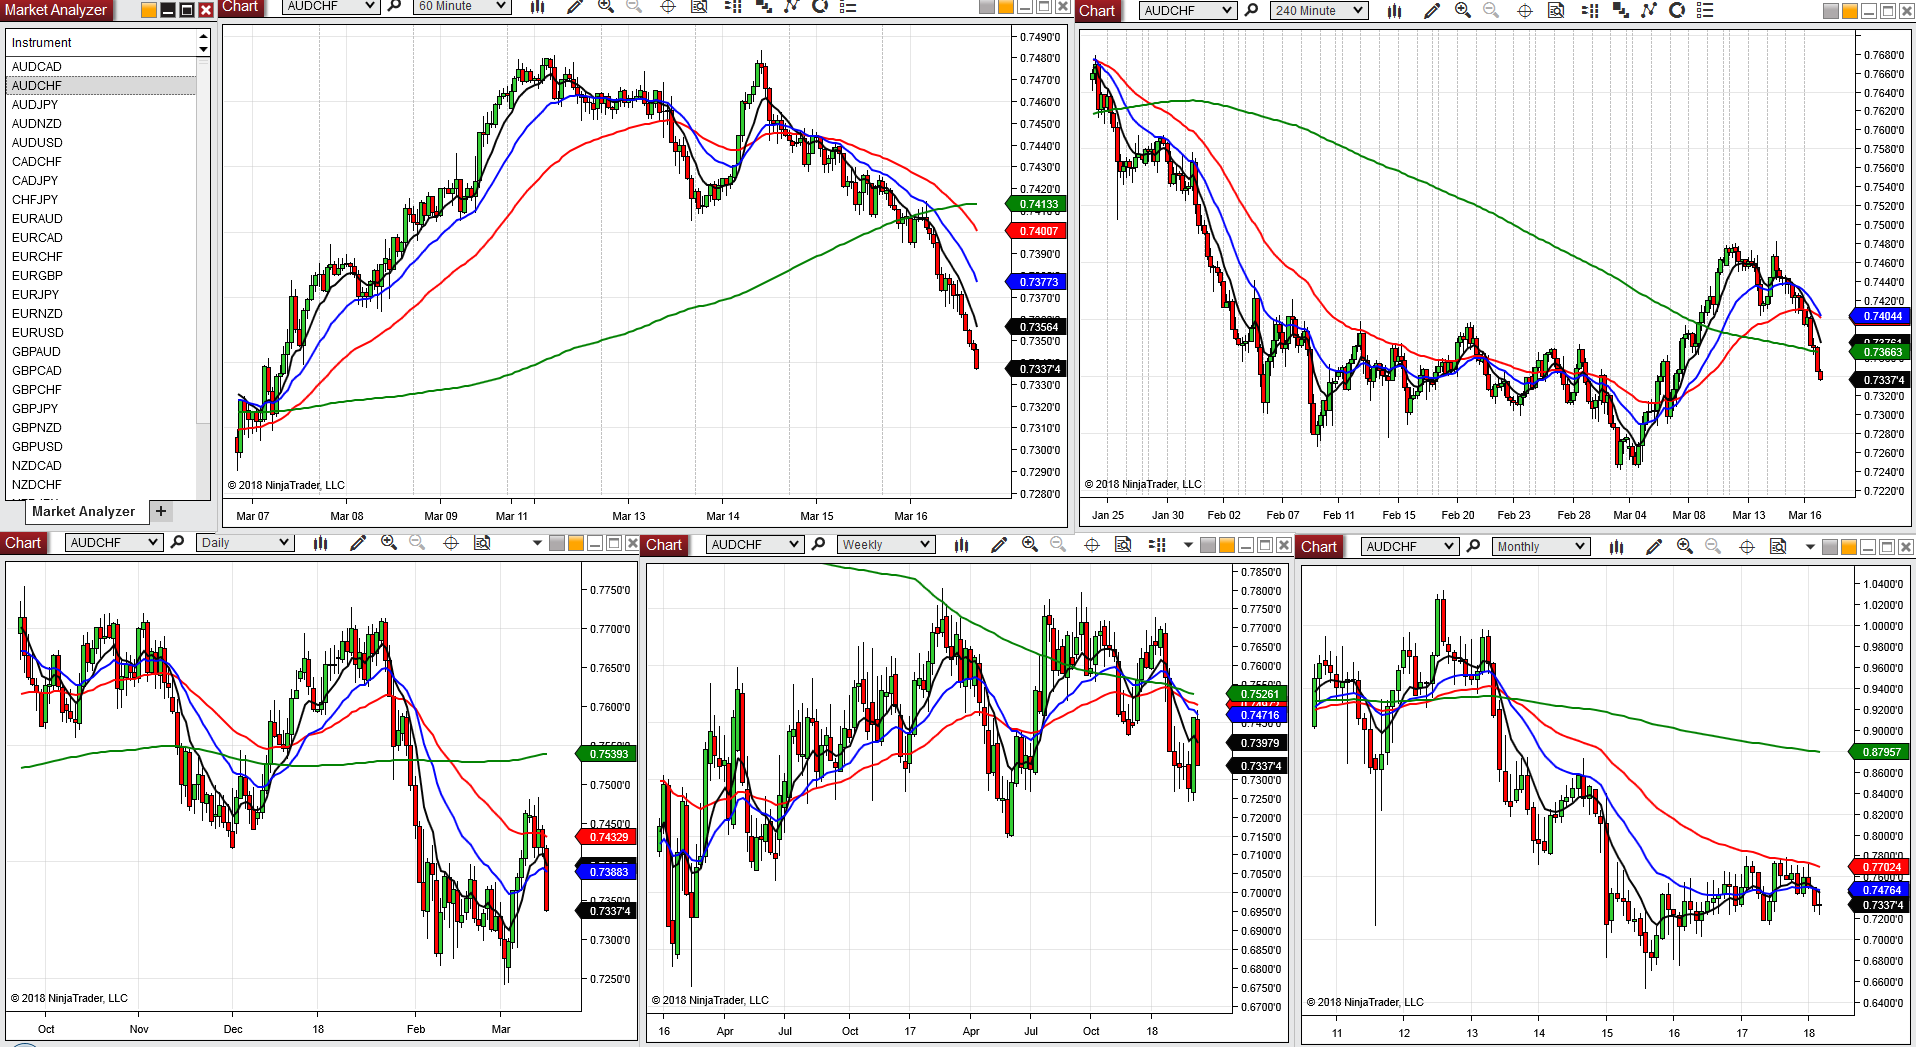 Market Analyzer
Instrument
AUDCAD
AUDCHF
AUDJPY
AUDNZD
AUDUSD
CADCHF
CADJPY
CHFJPY
EURAUD
EURCAD
EURCHF
EURGBP
EURJPY
EURNZD
EURUSD
GBPAUD
GBPCAD
GBPCHF
GBPJPY
GBPNZD
GBPUSD
NZDCAD
NZDCHF
Market Analyzer +
Chart AUDCHF 60 Minute
0.7490'0
0.7480'0
0.7470'0
0.7460'0
0.7450'0
0.7440'0
0.7430'0
0.7420'0
0.74133
0.74007
0.7390'0
0.73773
0.7370'0
0.73564
0.7350'0
0.7337'4
0.7330'0
0.7320'0
0.7310'0
0.7300'0
0.7290'0
0.7280'0
© 2018 NinjaTrader, LLC
Mar 07 Mar 08 Mar 09 Mar 11 Mar 13 Mar 14 Mar 15 Mar 16
Chart AUDCHF 240 Minute
0.7680'0
0.7660'0
0.7640'0
0.7620'0
0.7600'0
0.7580'0
0.7560'0
0.7540'0
0.7520'0
0.7500'0
0.7480'0
0.7460'0
0.7440'0
0.7420'0
0.74044
0.73663
0.7337'4
0.7320'0
0.7300'0
0.7280'0
0.7260'0
0.7240'0
0.7220'0
© 2018 NinjaTrader, LLC
Jan 25 Jan 30 Feb 02 Feb 07 Feb 11 Feb 15 Feb 20 Feb 23 Feb 28 Mar 04 Mar 08 Mar 13 Mar 16
Chart AUDCHF Daily
0.7750'0
0.7700'0
0.7650'0
0.7600'0
0.75393
0.7500'0
0.7450'0
0.74329
0.73883
0.7337'4
0.7300'0
0.7250'0
© 2018 NinjaTrader, LLC
Oct Nov Dec 18 Feb Mar
Chart AUDCHF Weekly
0.7850'0
0.7800'0
0.7750'0
0.7700'0
0.7650'0
0.7600'0
0.75261
0.74716
0.73979
0.7337'4
0.7300'0
0.7250'0
0.7200'0
0.7150'0
0.7100'0
0.7050'0
0.7000'0
0.6950'0
0.6900'0
0.6850'0
0.6800'0
0.6750'0
0.6700'0
© 2018 NinjaTrader, LLC
16 Apr Jul Oct 17 Apr Jul Oct 18
Chart AUDCHF Monthly
1.0400'0
1.0200'0
1.0000'0
0.9800'0
0.9600'0
0.9400'0
0.9200'0
0.9000'0
0.87957
0.8600'0
0.8400'0
0.8200'0
0.8000'0
0.77024
0.74764
0.7337'4
0.7200'0
0.7000'0
0.6800'0
0.6600'0
0.6400'0
© 2018 NinjaTrader, LLC
11 12 13 14 15 16 17 18